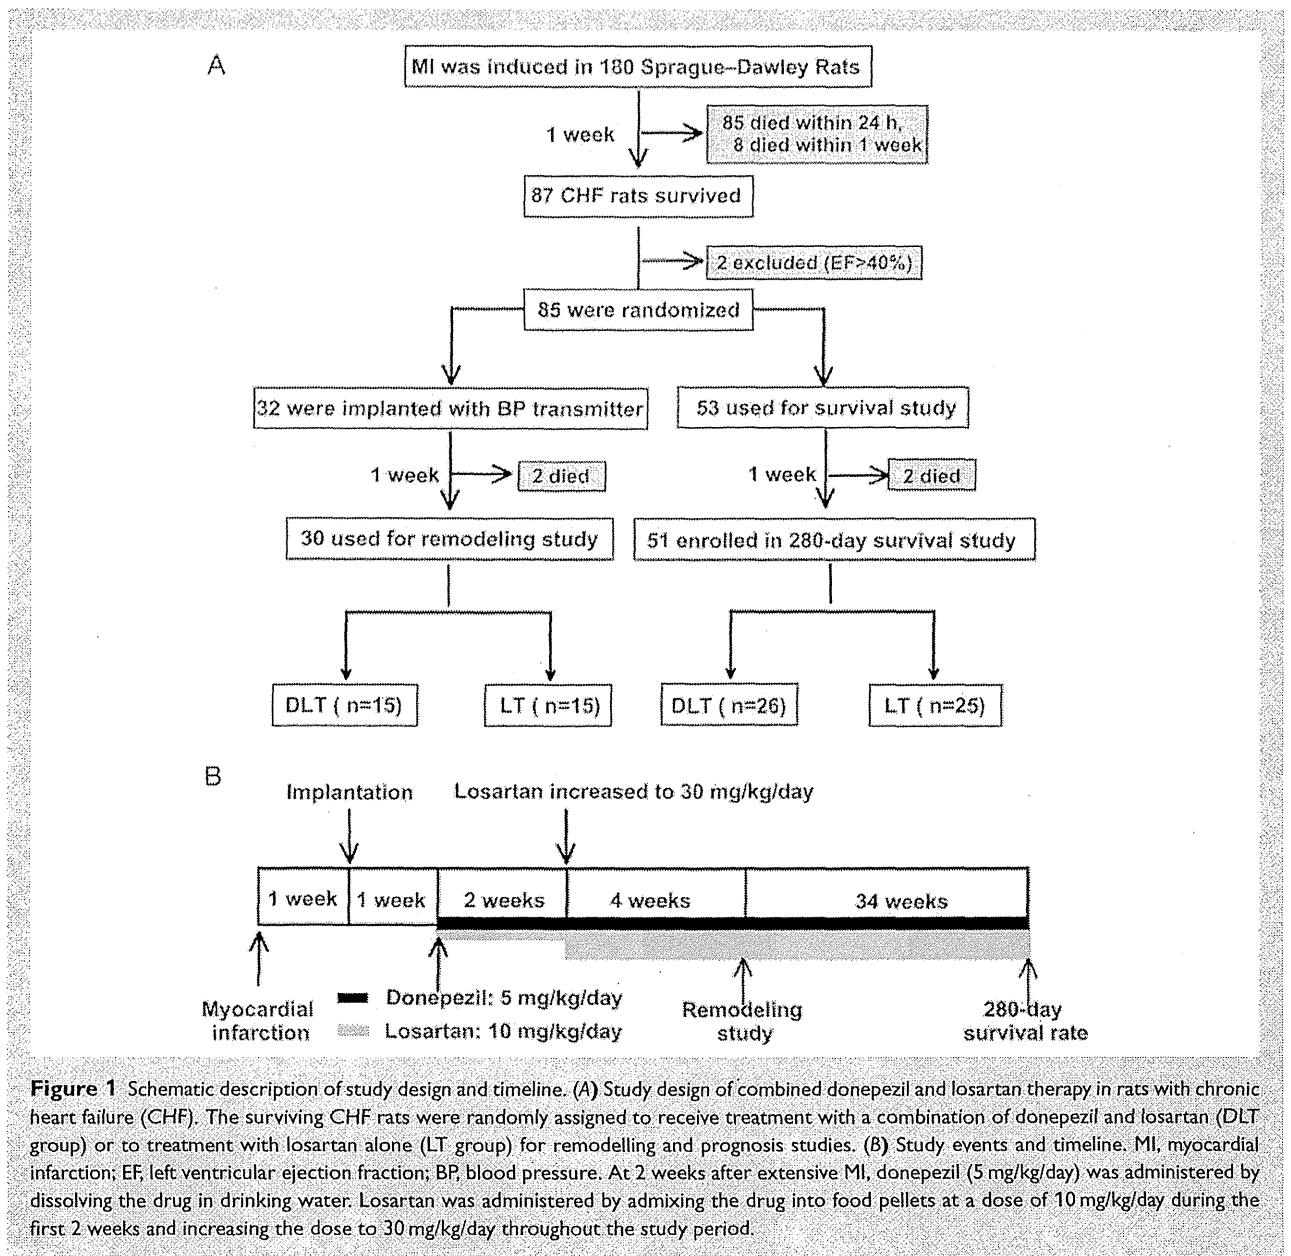 A
MI was induced in 180 Sprague–Dawley Rats
1 week
85 died within 24 h,
8 died within 1 week
87 CHF rats survived
2 excluded (EF>40%)
85 were randomized
32 were implanted with BP transmitter
53 used for survival study
1 week
2 died
1 week
2 died
30 used for remodeling study
51 enrolled in 280-day survival study
DLT ( n=15)
LT ( n=15)
DLT ( n=26)
LT ( n=25)
B
Implantation
Losartan increased to 30 mg/kg/day
1 week
1 week
2 weeks
4 weeks
34 weeks
Myocardial
infarction
Donepezil: 5 mg/kg/day
Losartan: 10 mg/kg/day
Remodeling
study
280-day
survival rate
Figure 1 Schematic description of study design and timeline. (A) Study design of combined donepezil and losartan therapy in rats with chronic
heart failure (CHF). The surviving CHF rats were randomly assigned to receive treatment with a combination of donepezil and losartan (DLT
group) or to treatment with losartan alone (LT group) for remodelling and prognosis studies. (B) Study events and timeline. MI, myocardial
infarction; EF, left ventricular ejection fraction; BP, blood pressure. At 2 weeks after extensive MI, donepezil (5 mg/kg/day) was administered by
dissolving the drug in drinking water. Losartan was administered by admixing the drug into food pellets at a dose of 10 mg/kg/day during the
first 2 weeks and increasing the dose to 30 mg/kg/day throughout the study period.